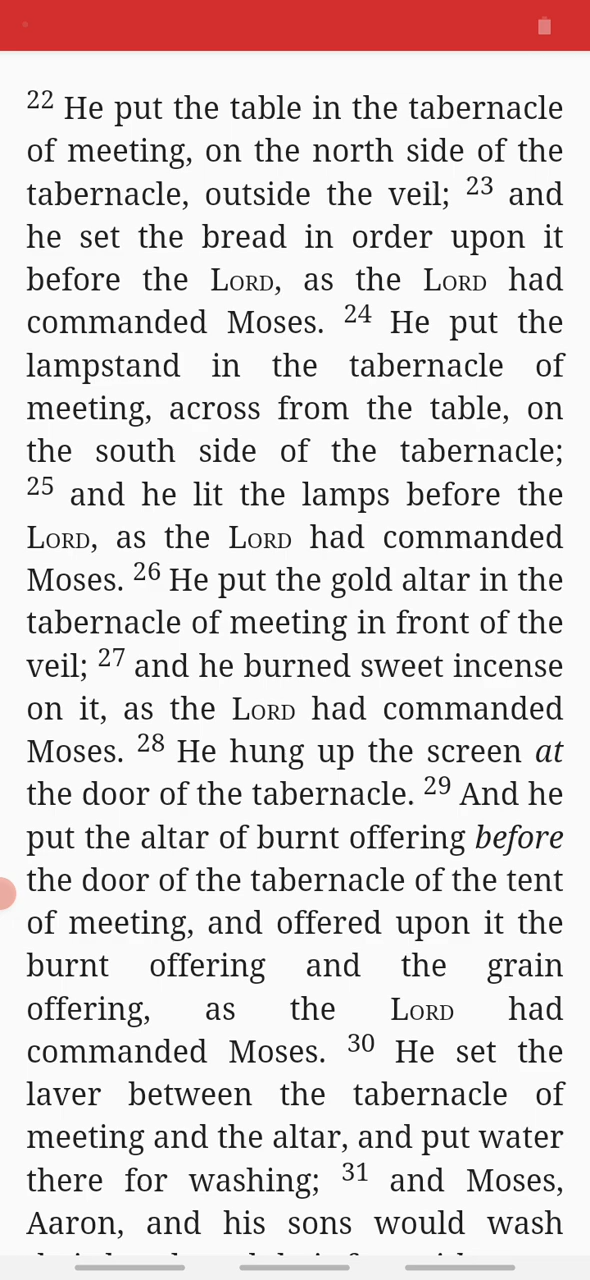 22 He put the table in the tabernacle
of meeting, on the north side of the
tabernacle, outside the veil; 23 and
he set the bread in order upon it
before the LORD, as the LORD had
commanded Moses. 24 He put the
lampstand in the tabernacle of
meeting, across from the table, on
the south side of the tabernacle;
25 and he lit the lamps before the
LORD, as the LORD had commanded
Moses. 26 He put the gold altar in the
tabernacle of meeting in front of the
veil; 27 and he burned sweet incense
on it, as the LORD had commanded
Moses. 28 He hung up the screen at
the door of the tabernacle. 29 And he
put the altar of burnt offering before
the door of the tabernacle of the tent
of meeting, and offered upon it the
burnt offering and the grain
offering, as the LORD had
commanded Moses. 30 He set the
laver between the tabernacle of
meeting and the altar, and put water
there for washing; 31 and Moses,
Aaron, and his sons would wash